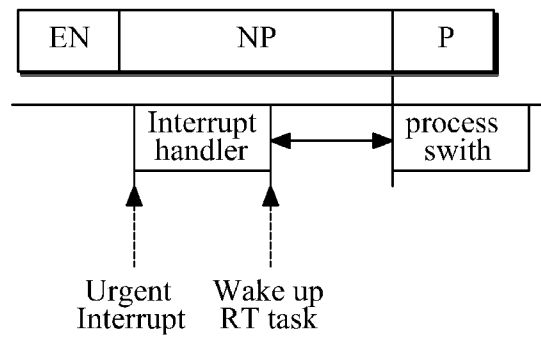 EN NP P
Interrupt
handler
process
swith
Urgent
Interrupt
Wake up
RT task